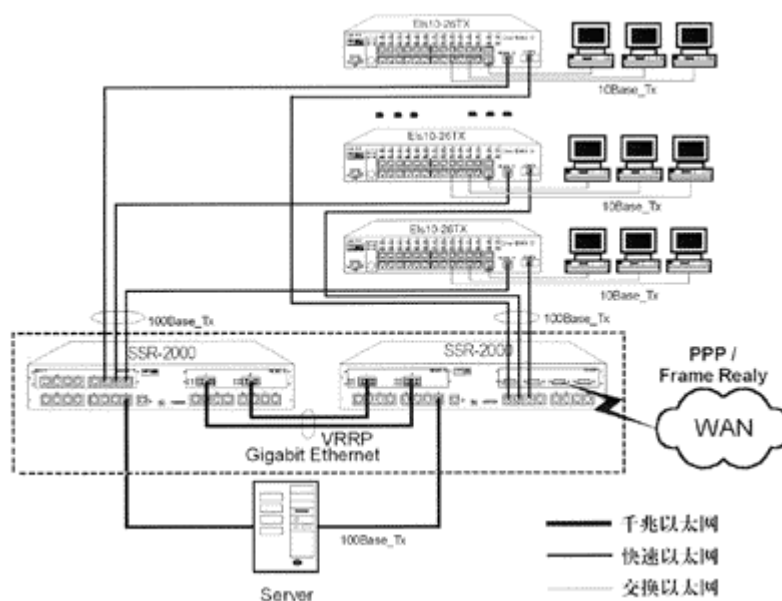 Els10-26TX
10Base_Tx
Els10-26TX
10Base_Tx
Els10-26TX
10Base_Tx
100Base_Tx
100Base_Tx
SSR-2000
SSR-2000
PPP /
Frame Realy
WAN
VRRP
Gigabit Ethernet
100Base_Tx
Server
千兆以太网
快速以太网
交换以太网